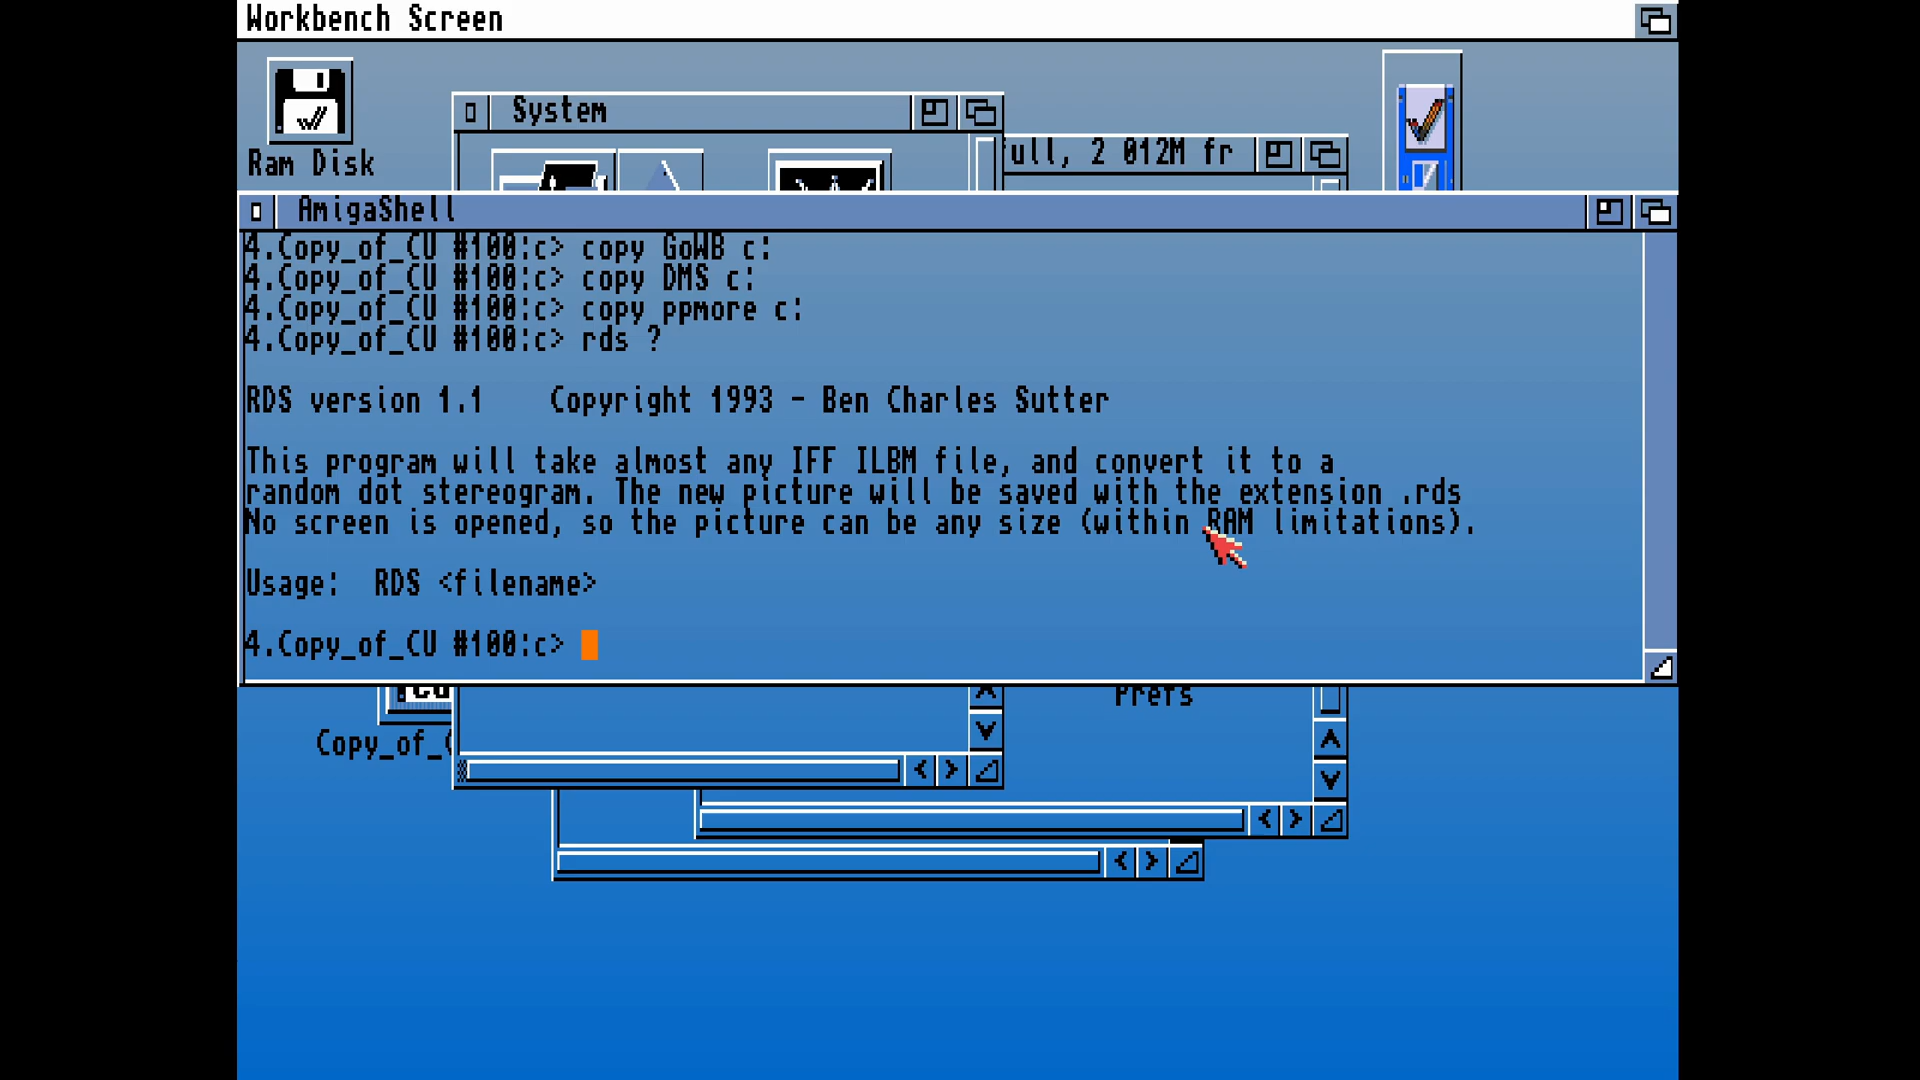 Workbench Screen
Ram Disk
System
full, 2 012M fr
AmigaShell
4.Copy_of_CU #100:c> copy GoWB c:
4.Copy_of_CU #100:c> copy DMS c:
4.Copy_of_CU #100:c> copy ppmore c:
4.Copy_of_CU #100:c> rds ?
RDS version 1.1    Copyright 1993 - Ben Charles Sutter
This program will take almost any IFF ILBM file, and convert it to a
random dot stereogram. The new picture will be saved with the extension .rds
No screen is opened, so the picture can be any size (within RAM limitations).
Usage:  RDS <filename>
4.Copy_of_CU #100:c>
Prefs
Copy_of_